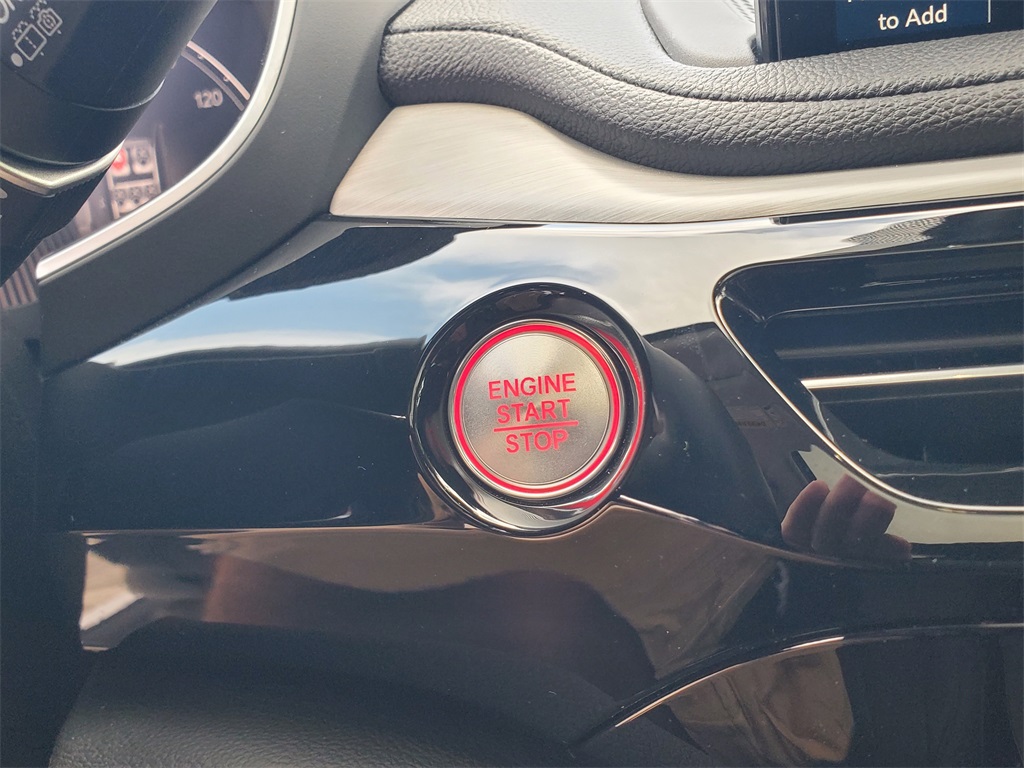 to Add
120
ENGINE
START
STOP